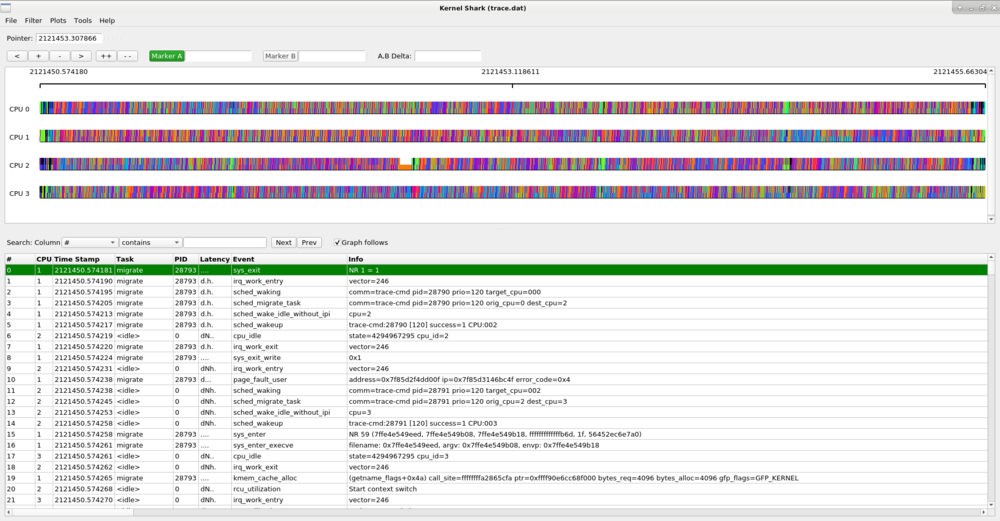 Kernel Shark (trace.dat)
File Filter Plots Tools Help
Pointer: 2121453.307866
< + - > ++ -- Marker A Marker B A,B Delta:
2121450.574180 2121453.118611 2121455.66304
CPU 0
CPU 1
CPU 2
CPU 3
Search: Column # contains Next Prev Graph follows
# CPU Time Stamp Task PID Latency Event Info
0 1 2121450.574181 migrate 28793 .... sys_exit NR 1 = 1
1 1 2121450.574190 migrate 28793 d.h. irq_work_entry vector=246
2 1 2121450.574195 migrate 28793 d.h. sched_waking comm=trace-cmd pid=28790 prio=120 target_cpu=000
3 1 2121450.574205 migrate 28793 d.h. sched_migrate_task comm=trace-cmd pid=28790 prio=120 orig_cpu=0 dest_cpu=2
4 1 2121450.574213 migrate 28793 d.h. sched_wake_idle_without_ipi cpu=2
5 1 2121450.574217 migrate 28793 d.h. sched_wakeup trace-cmd:28790 [120] success=1 CPU:002
6 2 2121450.574219 <idle> 0 dN.. cpu_idle state=4294967295 cpu_id=2
7 1 2121450.574220 migrate 28793 d.h. irq_work_exit vector=246
8 1 2121450.574224 migrate 28793 .... sys_exit_write 0x1
9 2 2121450.574231 <idle> 0 dNh. irq_work_entry vector=246
10 1 2121450.574238 migrate 28793 d... page_fault_user address=0x7f85d2f4dd00f ip=0x7f85d3146bc4f error_code=0x4
11 2 2121450.574238 <idle> 0 dNh. sched_waking comm=trace-cmd pid=28791 prio=120 target_cpu=002
12 2 2121450.574245 <idle> 0 dNh. sched_migrate_task comm=trace-cmd pid=28791 prio=120 orig_cpu=2 dest_cpu=3
13 2 2121450.574253 <idle> 0 dNh. sched_wake_idle_without_ipi cpu=3
14 2 2121450.574258 <idle> 0 dNh. sched_wakeup trace-cmd:28791 [120] success=1 CPU:003
15 1 2121450.574258 migrate 28793 .... sys_enter NR 59 (7ffe4e549eed, 7ffe4e549b08, 7ffe4e549b18, fffffffffffffb6d, 1f, 56452ec6e7a0)
16 1 2121450.574261 migrate 28793 .... sys_enter_execve filename: 0x7ffe4e549eed, argv: 0x7ffe4e549b08, envp: 0x7ffe4e549b18
17 3 2121450.574261 <idle> 0 dN.. cpu_idle state=4294967295 cpu_id=3
18 2 2121450.574262 <idle> 0 dNh. irq_work_exit vector=246
19 1 2121450.574265 migrate 28793 .... kmem_cache_alloc (getname_flags+0x4a) call_site=ffffffffa2865cfa ptr=0xffff90e6cc68f000 bytes_req=4096 bytes_alloc=4096 gfp_flags=GFP_KERNEL
20 2 2121450.574268 <idle> 0 dN.. rcu_utilization Start context switch
21 3 2121450.574270 <idle> 0 dNh. irq_work_entry vector=246